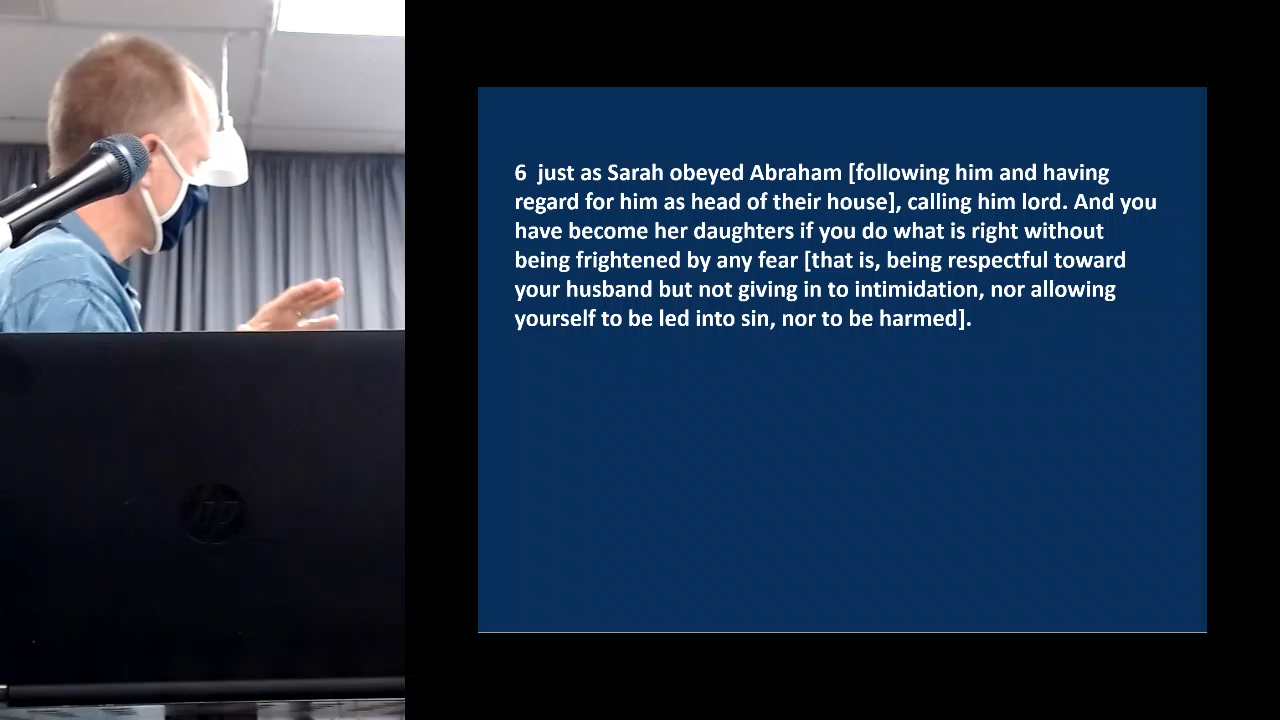 6 just as Sarah obeyed Abraham [following him and having
regard for him as head of their house], calling him lord. And you
have become her daughters if you do what is right without
being frightened by any fear [that is, being respectful toward
your husband but not giving in to intimidation, nor allowing
yourself to be led into sin, nor to be harmed].
hp